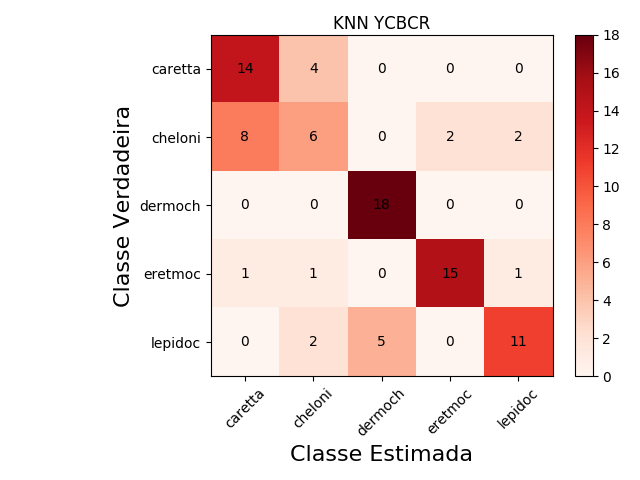 KNN YCBCR
Classe Verdadeira
caretta 14 4 0 0 0
cheloni 8 6 0 2 2
dermoch 0 0 18 0 0
eretmoc 1 1 0 15 1
lepidoc 0 2 5 0 11
caretta cheloni dermoch eretmoc lepidoc
Classe Estimada
18
16
14
12
10
8
6
4
2
0